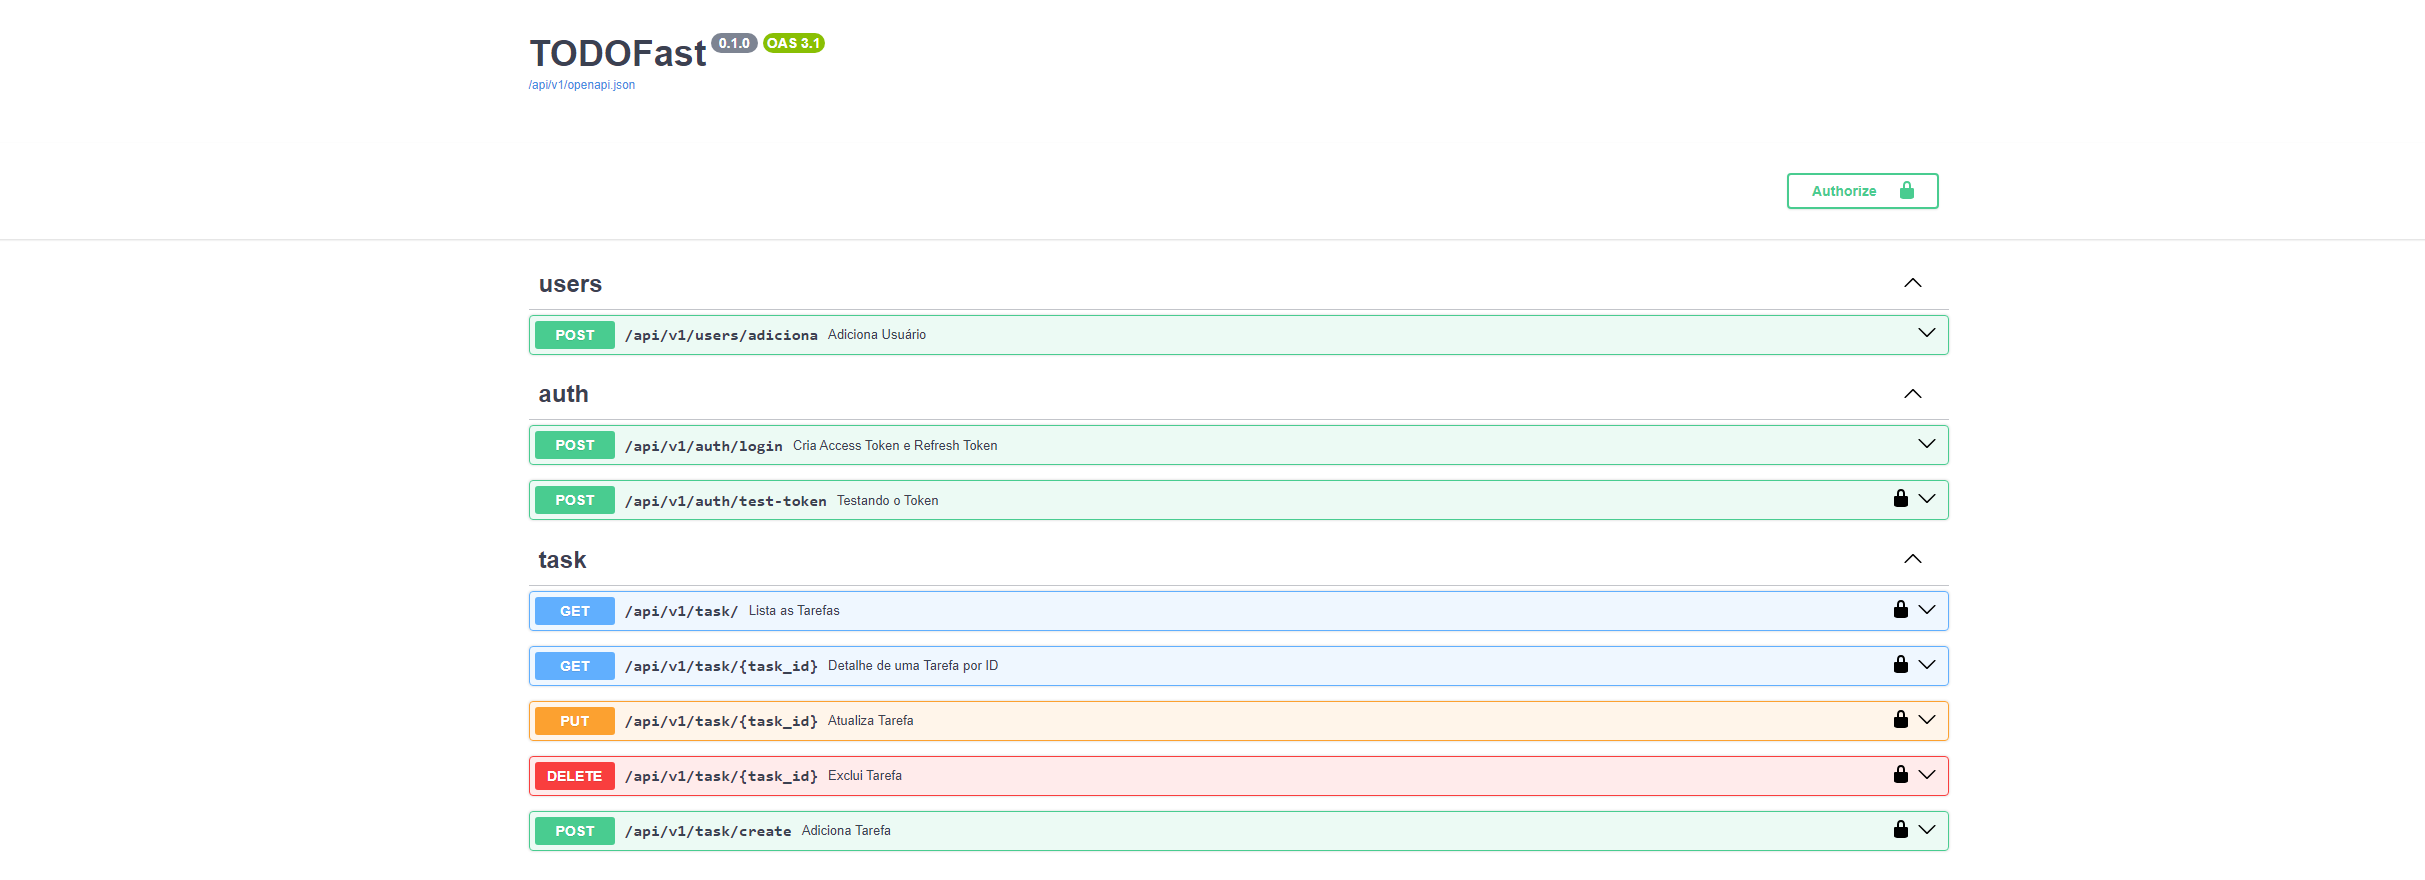 TODOFast 0.1.0 OAS 3.1
/api/v1/openapi.json
Authorize
users
POST /api/v1/users/adiciona Adiciona Usuário
auth
POST /api/v1/auth/login Cria Access Token e Refresh Token
POST /api/v1/auth/test-token Testando o Token
task
GET /api/v1/task/ Lista as Tarefas
GET /api/v1/task/{task_id} Detalhe de uma Tarefa por ID
PUT /api/v1/task/{task_id} Atualiza Tarefa
DELETE /api/v1/task/{task_id} Exclui Tarefa
POST /api/v1/task/create Adiciona Tarefa